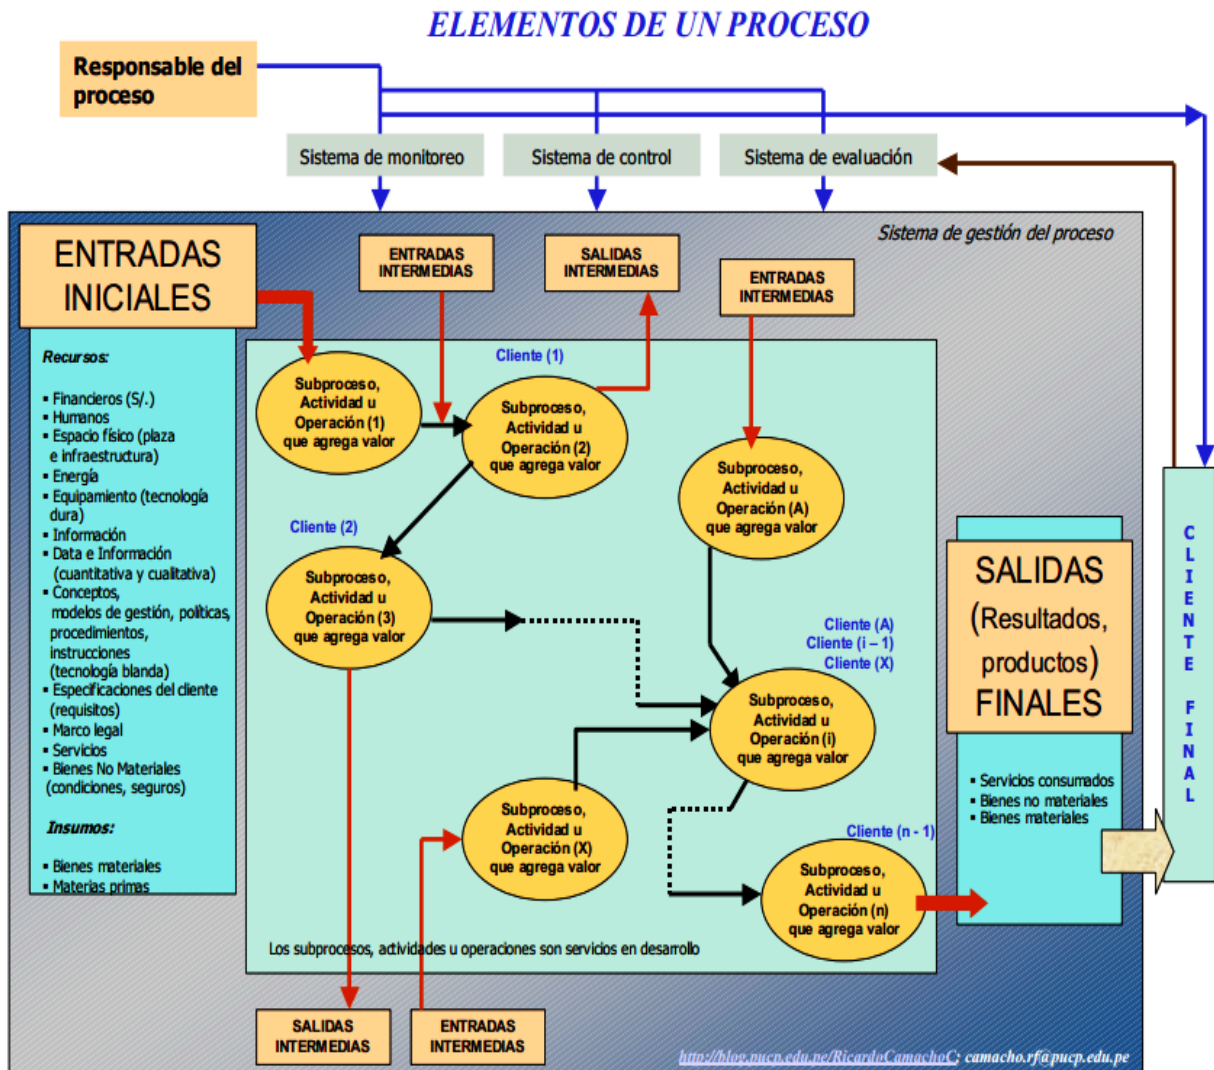 ELEMENTOS DE UN PROCESO
Responsable del
proceso
Sistema de monitoreo
Sistema de control
Sistema de evaluación
Sistema de gestión del proceso
ENTRADAS
INICIALES
ENTRADAS
INTERMEDIAS
SALIDAS
INTERMEDIAS
ENTRADAS
INTERMEDIAS
Recursos:
▪ Financieros (S/.)
▪ Humanos
▪ Espacio físico (plaza
e infraestructura)
▪ Energía
▪ Equipamiento (tecnología
dura)
▪ Información
▪ Data e Información
(cuantitativa y cualitativa)
▪ Conceptos,
modelos de gestión, políticas,
procedimientos,
instrucciones
(tecnología blanda)
▪ Especificaciones del cliente
(requisitos)
▪ Marco legal
▪ Servicios
▪ Bienes No Materiales
(condiciones, seguros)
Insumos:
▪ Bienes materiales
▪ Materias primas
Subproceso,
Actividad u
Operación (1)
que agrega valor
Cliente (1)
Subproceso,
Actividad u
Operación (2)
que agrega valor
Subproceso,
Actividad u
Operación (A)
que agrega valor
Cliente (2)
Subproceso,
Actividad u
Operación (3)
que agrega valor
Cliente (A)
Cliente (i – 1)
Cliente (X)
Subproceso,
Actividad u
Operación (i)
que agrega valor
Subproceso,
Actividad u
Operación (X)
que agrega valor
Cliente (n - 1)
Subproceso,
Actividad u
Operación (n)
que agrega valor
Los subprocesos, actividades u operaciones son servicios en desarrollo
SALIDAS
INTERMEDIAS
ENTRADAS
INTERMEDIAS
SALIDAS
(Resultados,
productos)
FINALES
▪ Servicios consumados
▪ Bienes no materiales
▪ Bienes materiales
CLIENTE FINAL
http://blog.pucp.edu.pe/RicardoCamachoC; camacho.rf@pucp.edu.pe